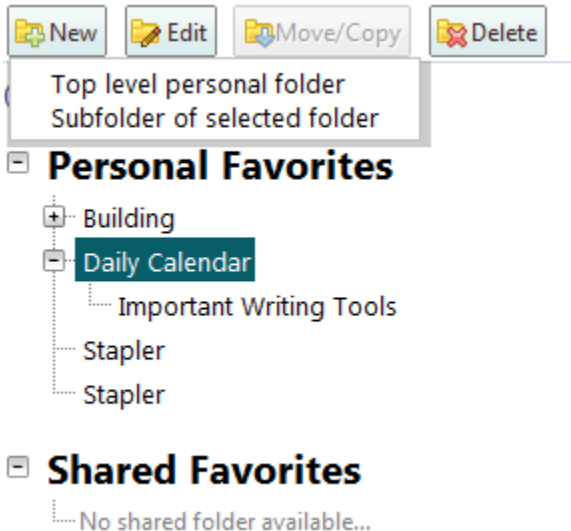 New Edit Move/Copy Delete
Top level personal folder
Subfolder of selected folder
Personal Favorites
Building
Daily Calendar
Important Writing Tools
Stapler
Stapler
Shared Favorites
No shared folder available...